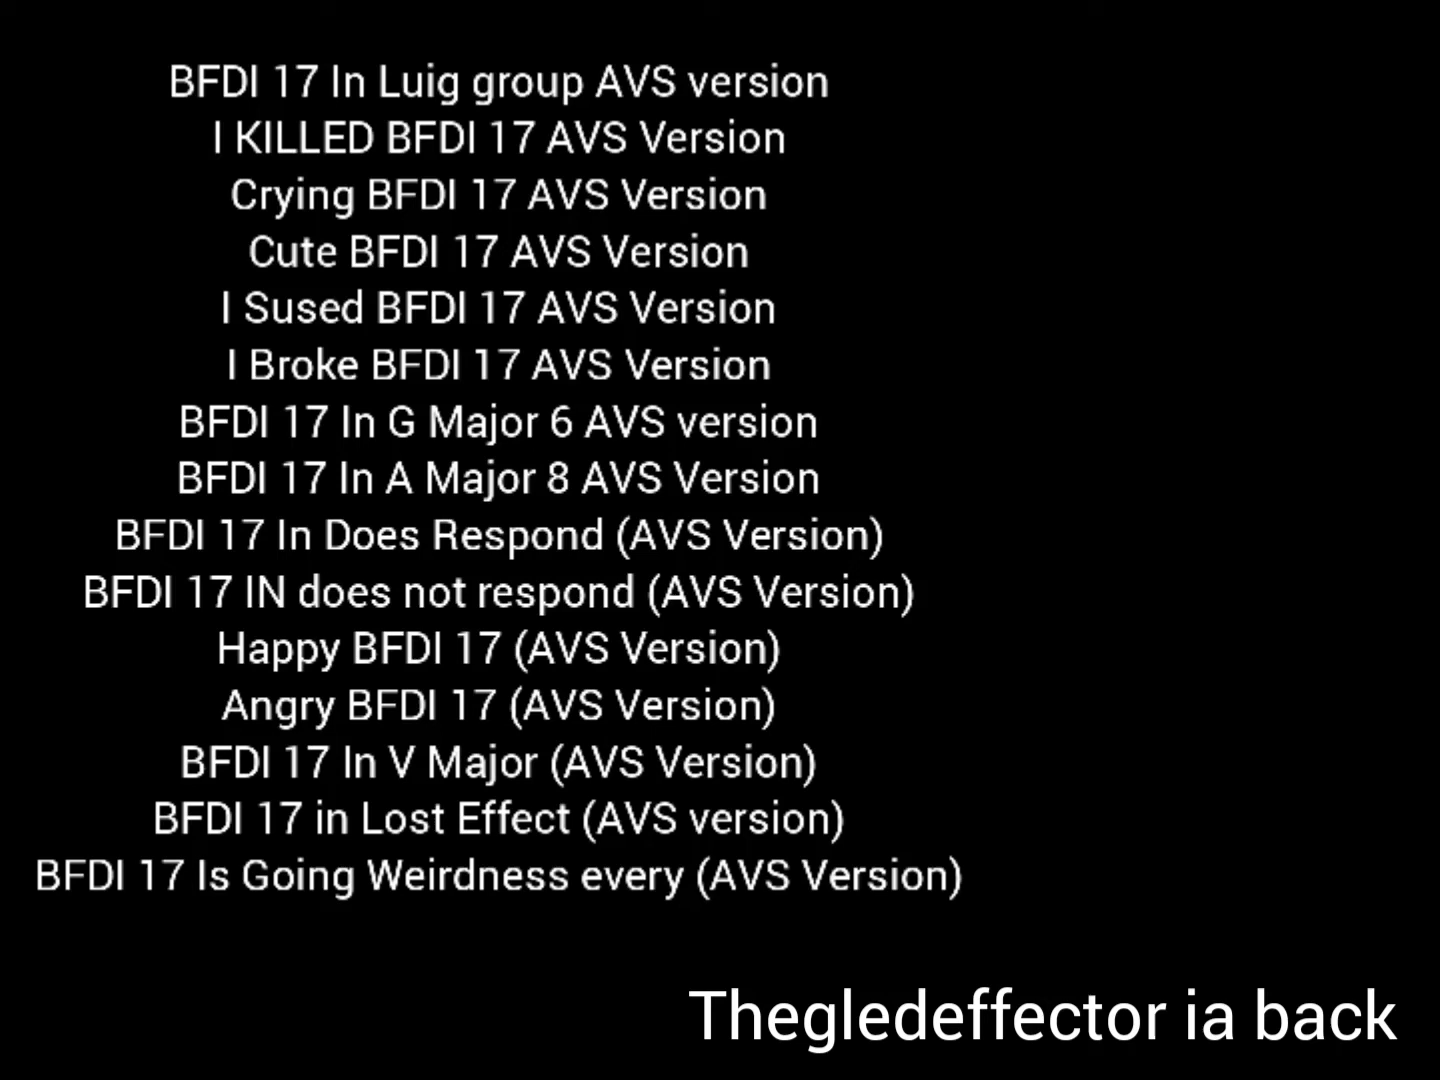 BFDI 17 In Luig group AVS version
I KILLED BFDI 17 AVS Version
Crying BFDI 17 AVS Version
Cute BFDI 17 AVS Version
I Sused BFDI 17 AVS Version
I Broke BFDI 17 AVS Version
BFDI 17 In G Major 6 AVS version
BFDI 17 In A Major 8 AVS Version
BFDI 17 In Does Respond (AVS Version)
BFDI 17 IN does not respond (AVS Version)
Happy BFDI 17 (AVS Version)
Angry BFDI 17 (AVS Version)
BFDI 17 In V Major (AVS Version)
BFDI 17 in Lost Effect (AVS version)
BFDI 17 Is Going Weirdness every (AVS Version)
Thegledeffector ia back